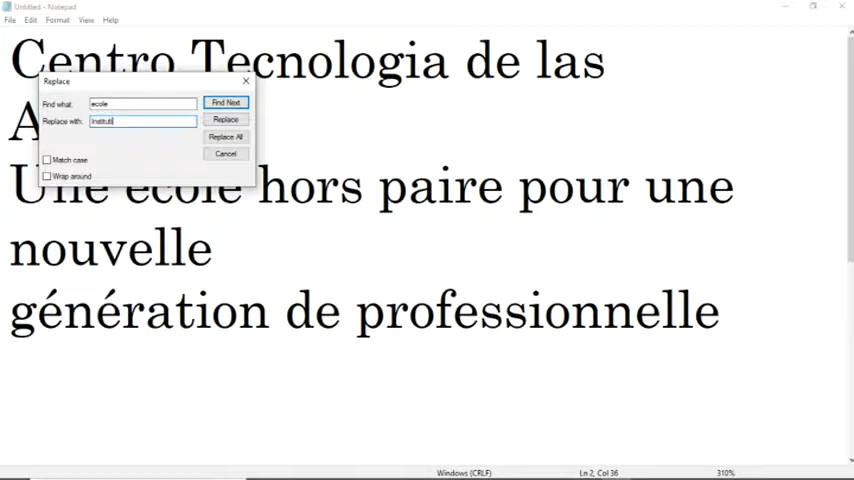 Untitled - Notepad
File Edit Format View Help
Centro Tecnologia de las
A
Une ecole hors paire pour une
nouvelle
génération de professionnelle
Replace
Find what: ecole
Replace with: Instituti
Find Next
Replace
Replace All
Cancel
Match case
Wrap around
Windows (CRLF) Ln 2, Col 36 310%